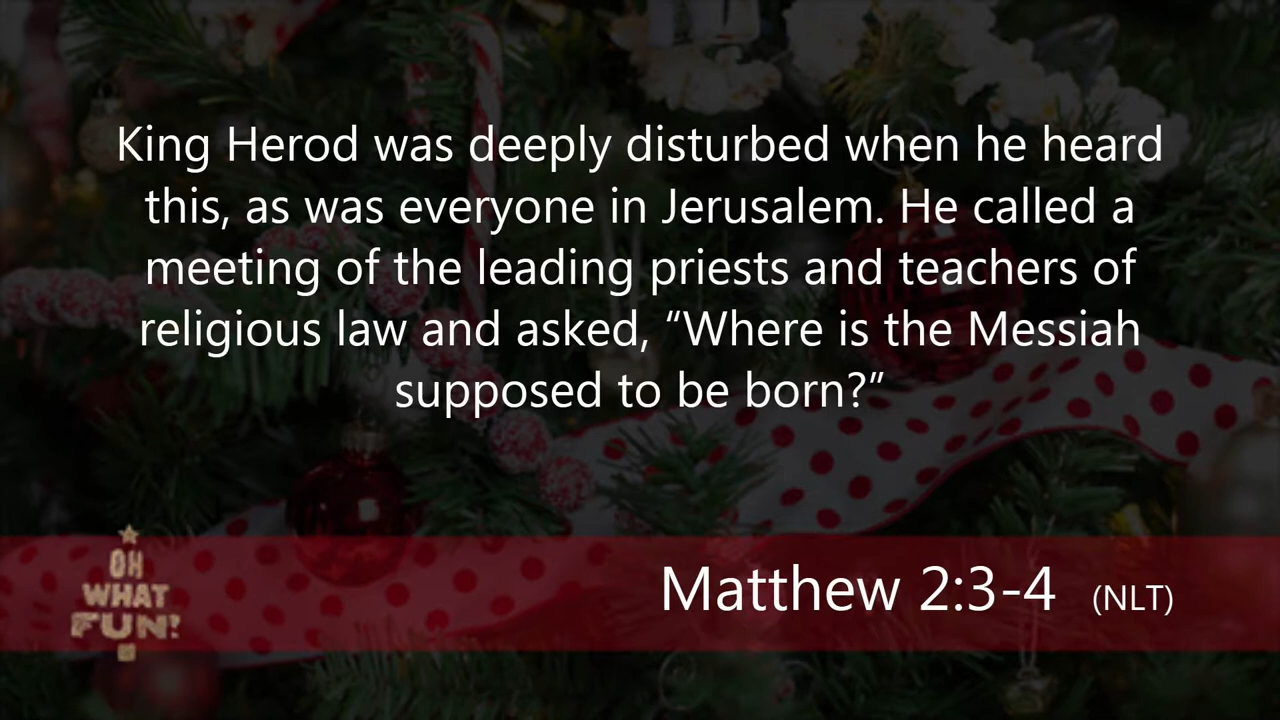 King Herod was deeply disturbed when he heard
this, as was everyone in Jerusalem. He called a
meeting of the leading priests and teachers of
religious law and asked, “Where is the Messiah
supposed to be born?”
OH
WHAT
FUN!
Matthew 2:3-4 (NLT)